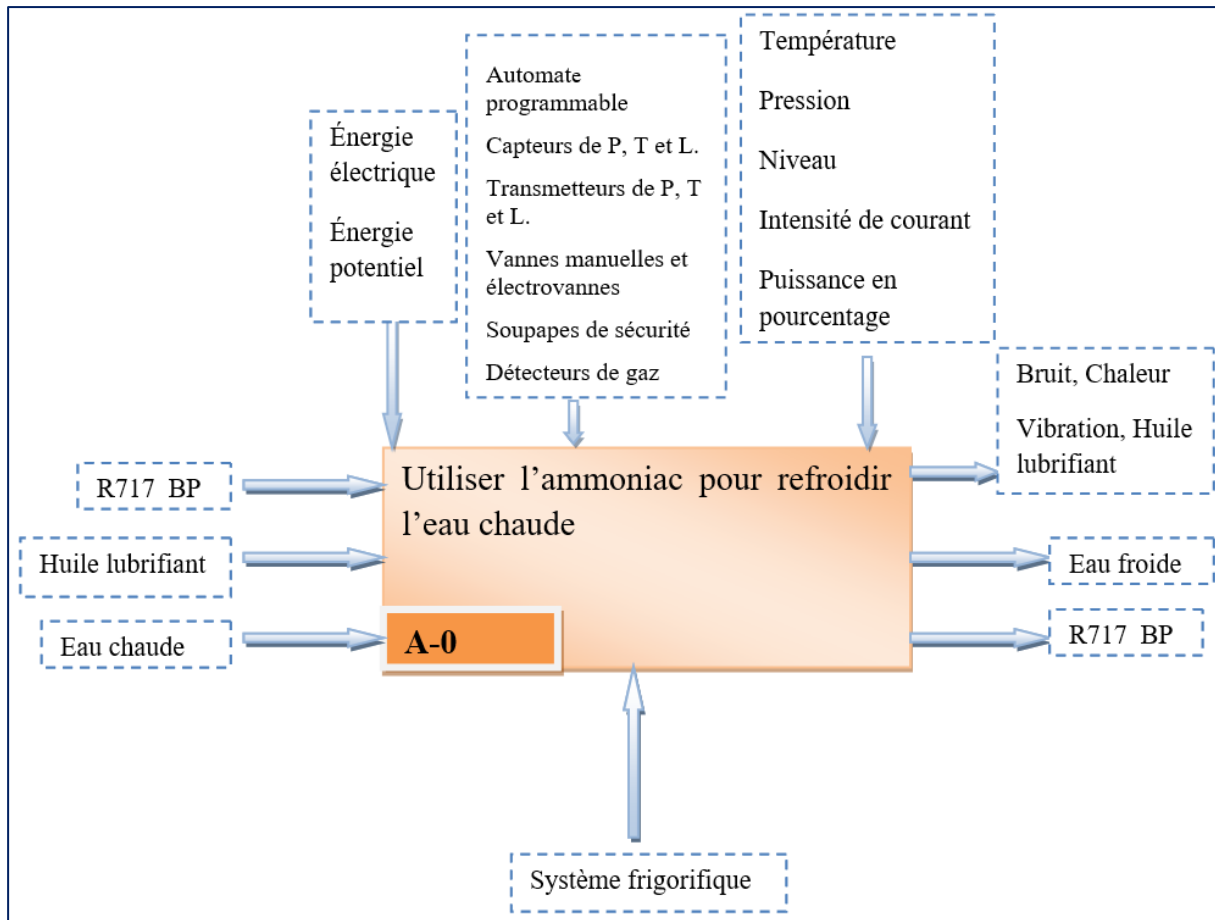 Énergie
électrique
Énergie
potentiel
Automate
programmable
Capteurs de P, T et L.
Transmetteurs de P, T
et L.
Vannes manuelles et
électrovannes
Soupapes de sécurité
Détecteurs de gaz
Température
Pression
Niveau
Intensité de courant
Puissance en
pourcentage
Bruit, Chaleur
Vibration, Huile
lubrifiant
R717 BP
Huile lubrifiant
Eau chaude
Utiliser l’ammoniac pour refroidir
l’eau chaude
A-0
Eau froide
R717 BP
Système frigorifique